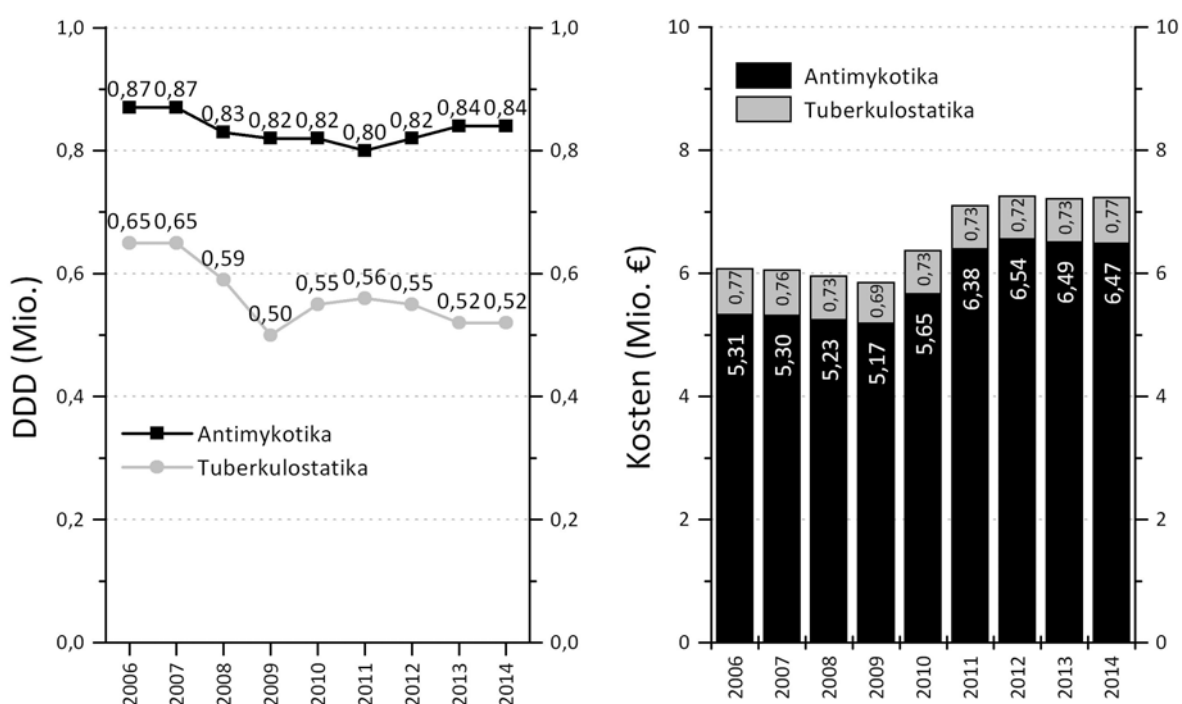 DDD (Mio.)
1,0
0,8
0,6
0,4
0,2
0,0
0,87 0,87 0,83 0,82 0,82 0,80 0,82 0,84 0,84
0,65 0,65 0,59 0,50 0,55 0,56 0,55 0,52 0,52
Antimykotika
Tuberkulostatika
1,0
0,8
0,6
0,4
0,2
0,0
2006 2007 2008 2009 2010 2011 2012 2013 2014
Kosten (Mio. €)
10
8
6
4
2
0
Antimykotika
Tuberkulostatika
0,77 0,76 0,73 0,69 0,73 0,73 0,72 0,73 0,77
5,31 5,30 5,23 5,17 5,65 6,38 6,54 6,49 6,47
10
8
6
4
2
0
2006 2007 2008 2009 2010 2011 2012 2013 2014